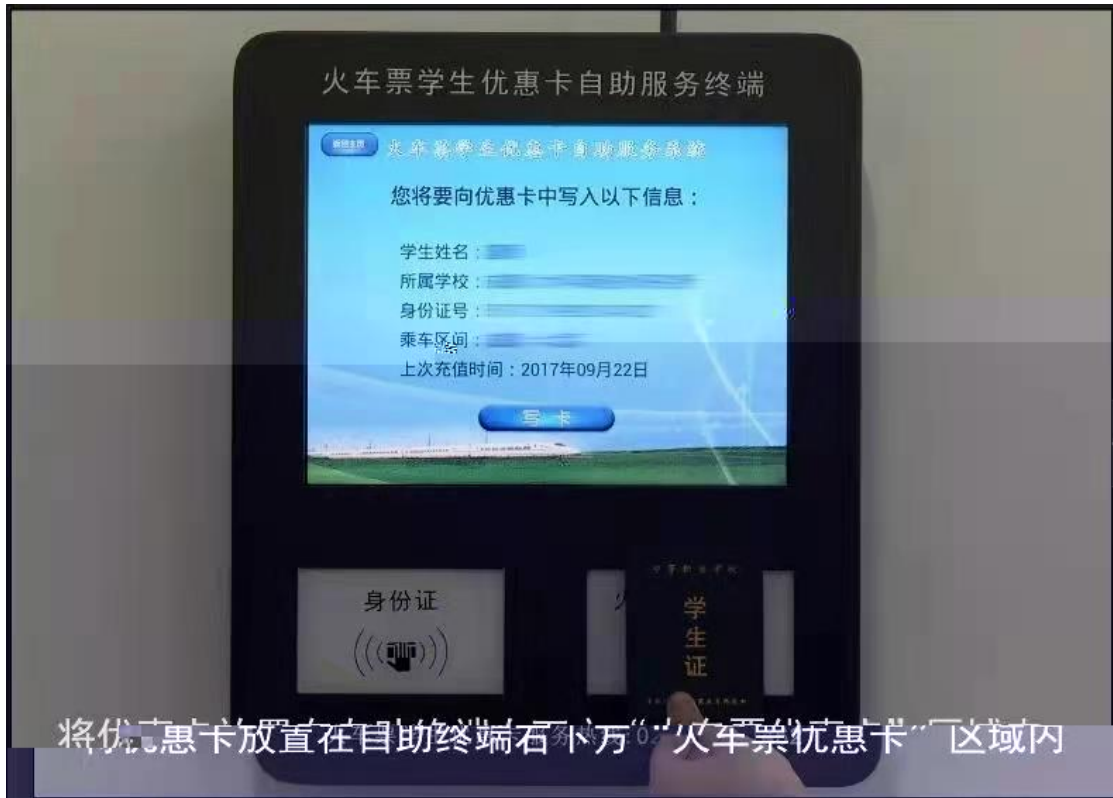 火车票学生优惠卡自助服务终端
返回主页
火车票学生优惠卡自助服务系统
您将要向优惠卡中写入以下信息：
学生姓名：
所属学校：
身份证号：
乘车区间：
上次充值时间：2017年09月22日
写 卡
身份证
学
生
证
将优惠卡放置在自助终端右下方“火车票优惠卡”区域内